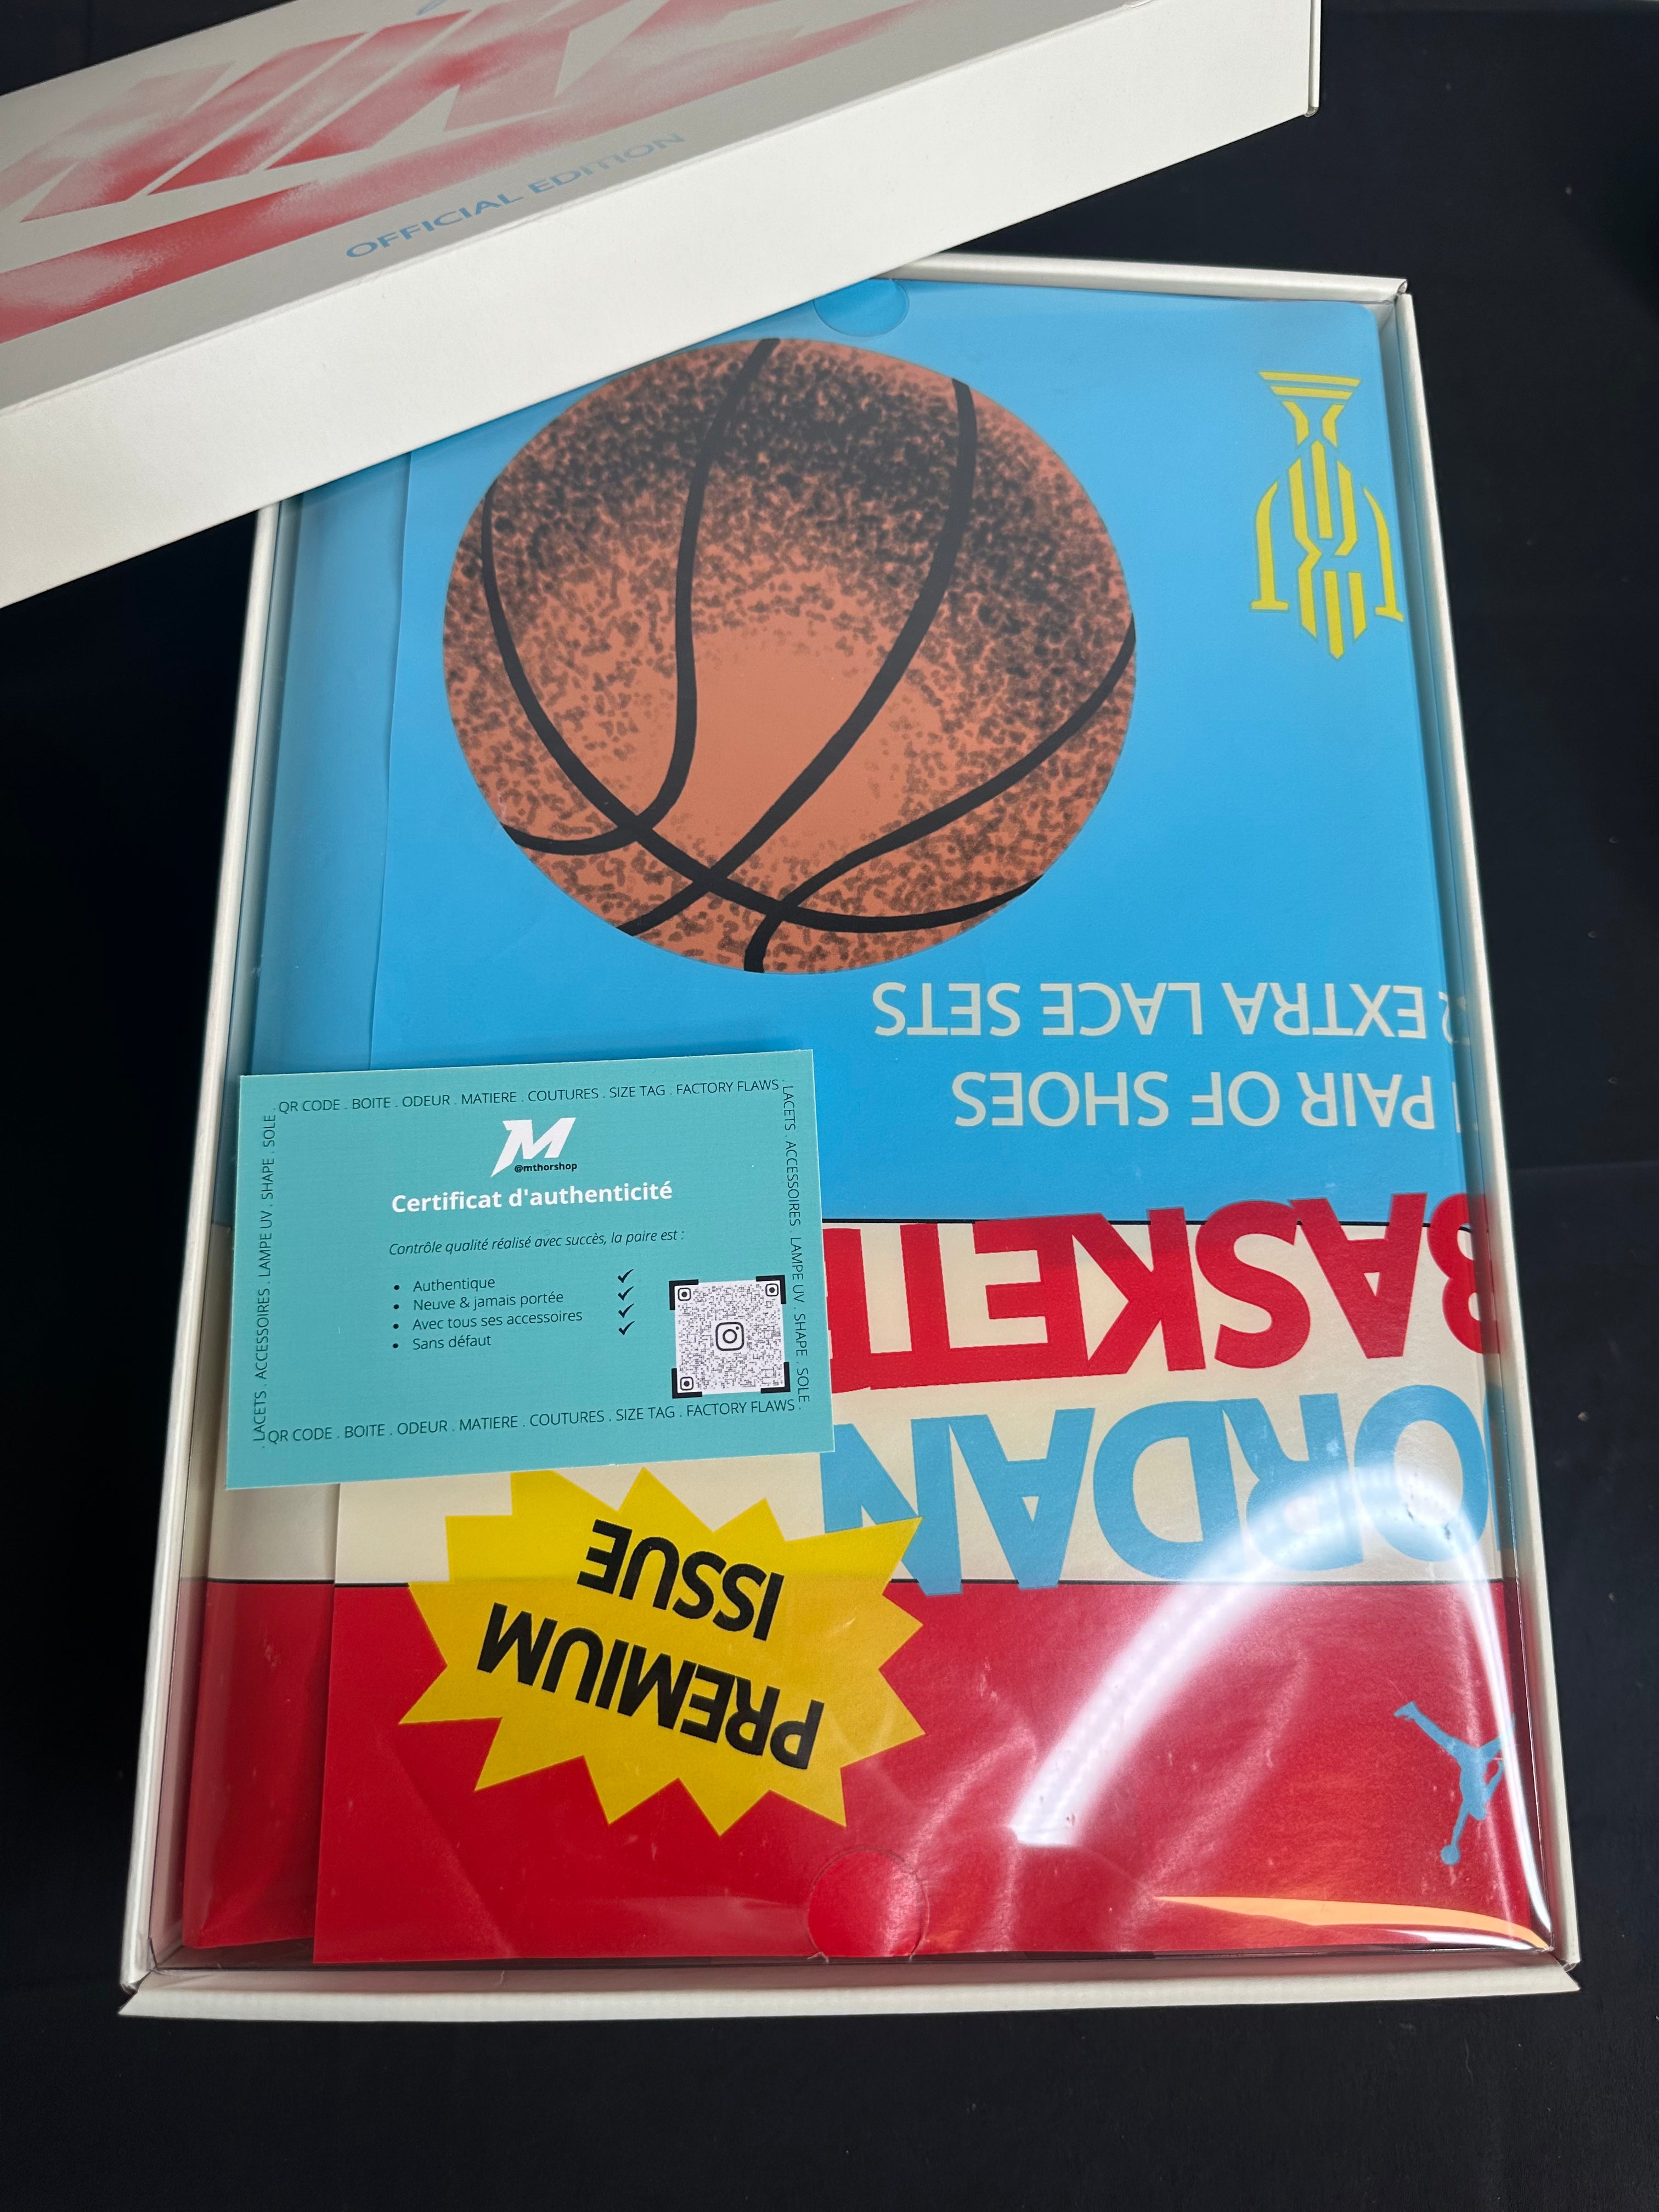 OFFICIAL EDITION
2 EXTRA LACE SETS
PAIR OF SHOES
. QR CODE . BOITE . ODEUR . MATIERE . COUTURES . SIZE TAG . FACTORY FLAWS .
LACETS . ACCESSOIRES . LAMPE UV . SHAPE . SOLE
. LACETS . ACCESSOIRES . LAMPE UV . SHAPE . SOLE .
M
@mthorshop
Certificat d'authenticité
Contrôle qualité réalisé avec succès, la paire est :
• Authentique ✓
• Neuve & jamais portée ✓
• Avec tous ses accessoires ✓
• Sans défaut ✓
. QR CODE . BOITE . ODEUR . MATIERE . COUTURES . SIZE TAG . FACTORY FLAWS .
BASKET
ORDAN
PREMIUM
ISSUE